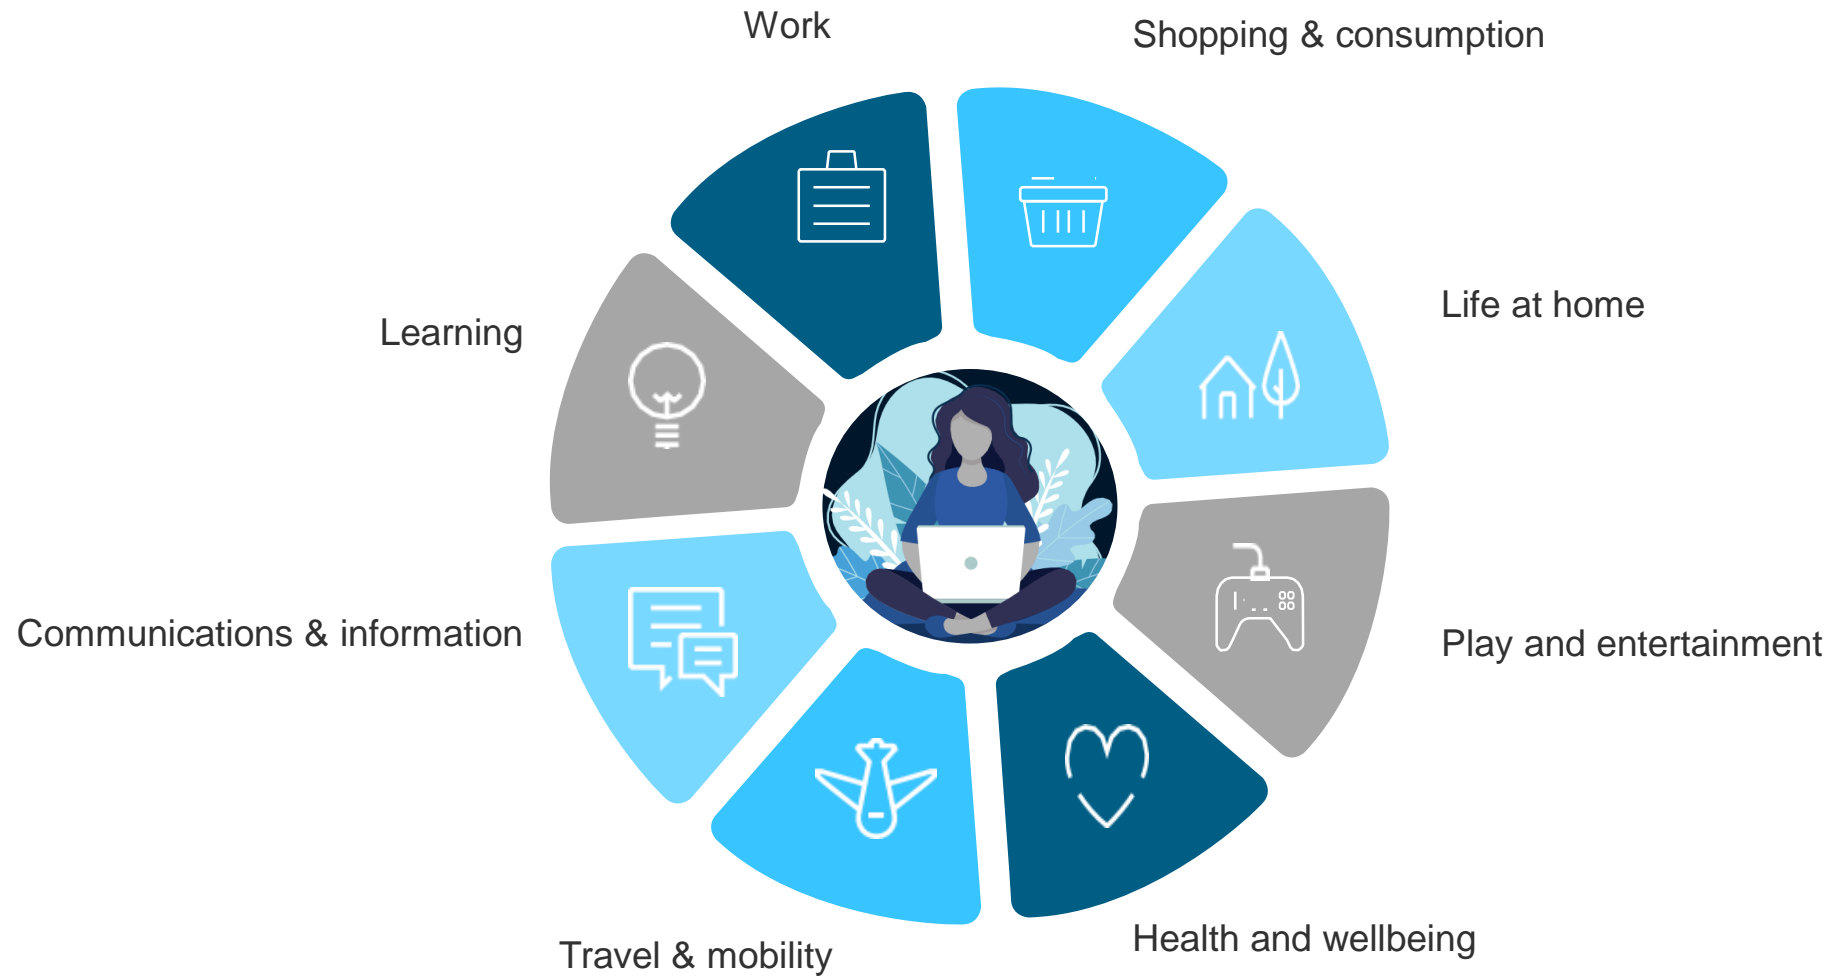 Work
Shopping & consumption
Life at home
Learning
Communications & information
Play and entertainment
Health and wellbeing
Travel & mobility